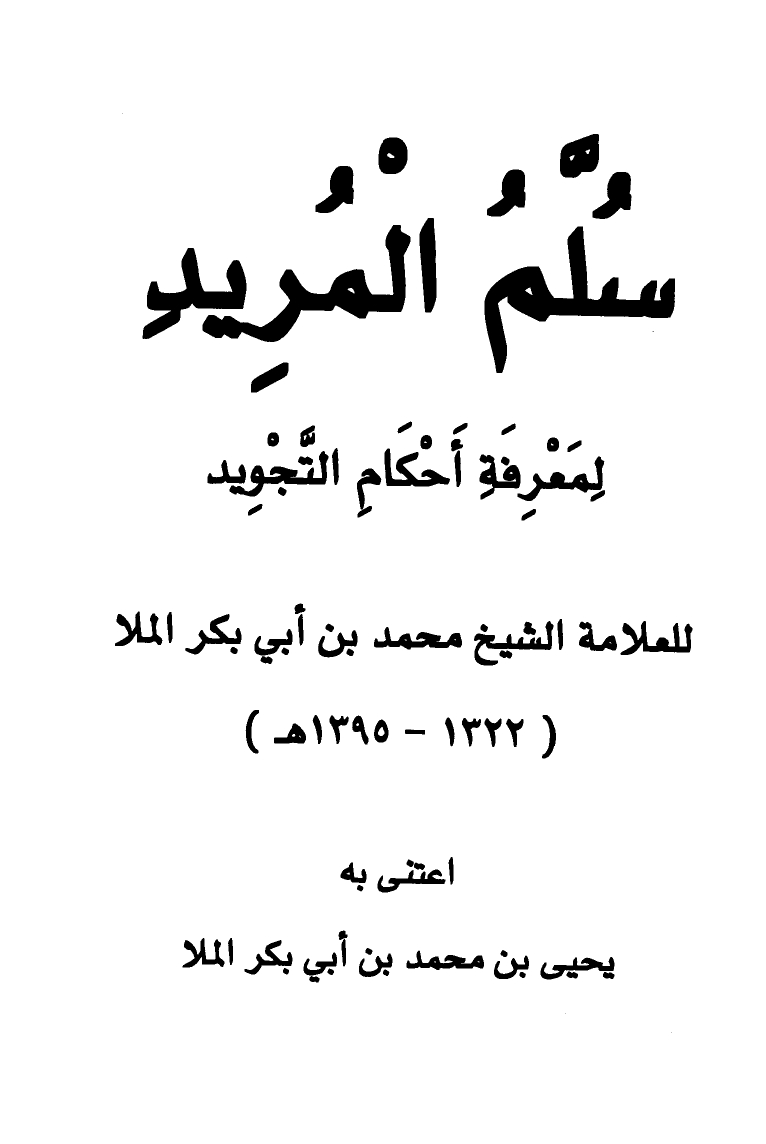 سُلَّمُ الْمُرِيدِ
لِمَعْرِفَةِ أَحْكَامِ التَّجْوِيد
للعلامة الشيخ محمد بن أبي بكر الملا
( ١٣٢٢ – ١٣٩٥هـ )
اعتنى به
يحيى بن محمد بن أبي بكر الملا